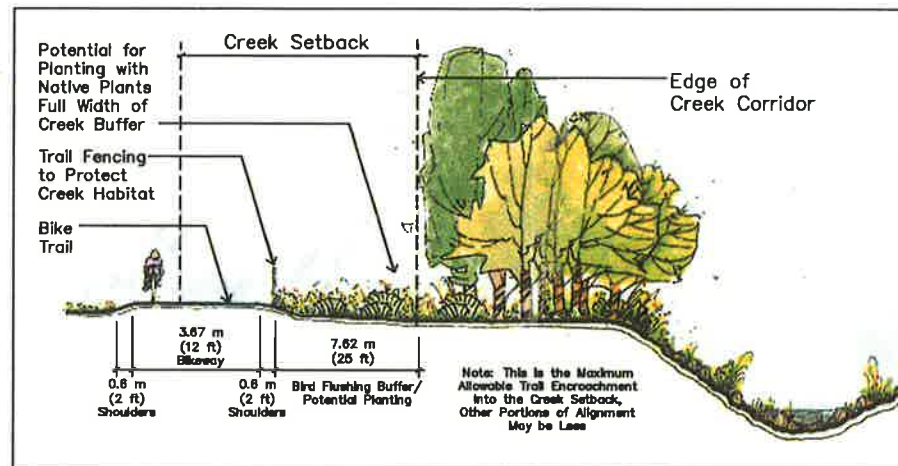 Potential for
Planting with
Native Plants
Full Width of
Creek Buffer
Creek Setback
Edge of
Creek Corridor
Trail Fencing
to Protect
Creek Habitat
Bike
Trail
3.67 m
(12 ft)
Bikeway
7.62 m
(25 ft)
0.6 m
(2 ft)
Shoulders
0.6 m
(2 ft)
Shoulders
Bird Flushing Buffer/
Potential Planting
Note: This is the Maximum
Allowable Trail Encroachment
into the Creek Setback,
Other Portions of Alignment
May be Less